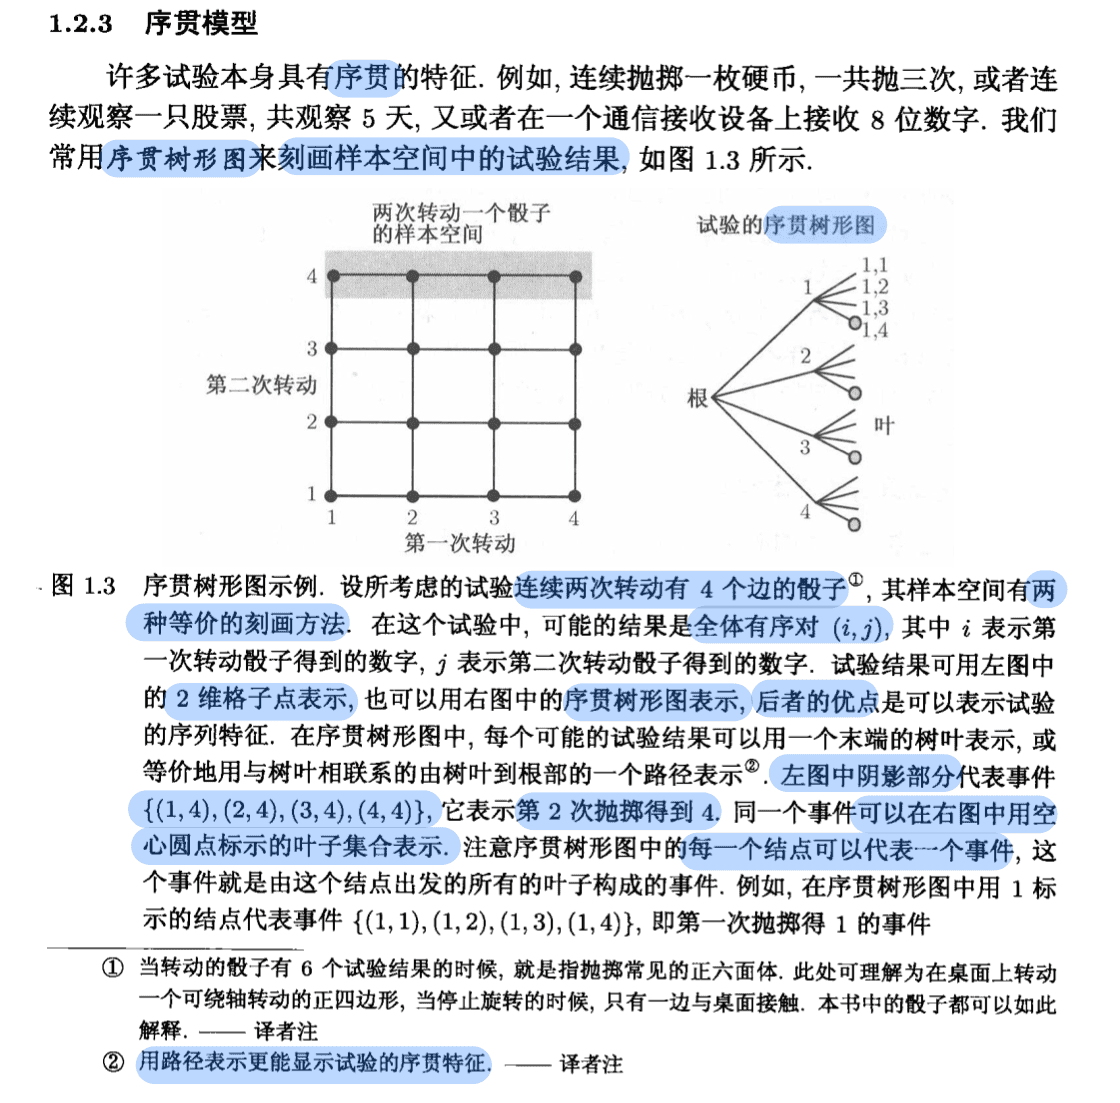 1.2.3 序贯模型
许多试验本身具有序贯的特征. 例如, 连续抛掷一枚硬币, 一共抛三次, 或者连
续观察一只股票, 共观察 5 天, 又或者在一个通信接收设备上接收 8 位数字. 我们
常用序贯树形图来刻画样本空间中的试验结果, 如图 1.3 所示.
两次转动一个骰子
的样本空间
4
3
第二次转动
2
1
1 2 3 4
第一次转动
试验的序贯树形图
1,1
1 1,2
1,3
1,4
2
根
叶
3
4
图 1.3 序贯树形图示例. 设所考虑的试验连续两次转动有 4 个边的骰子①, 其样本空间有两
种等价的刻画方法. 在这个试验中, 可能的结果是全体有序对 (i, j), 其中 i 表示第
一次转动骰子得到的数字, j 表示第二次转动骰子得到的数字. 试验结果可用左图中
的 2 维格子点表示, 也可以用右图中的序贯树形图表示, 后者的优点是可以表示试验
的序列特征. 在序贯树形图中, 每个可能的试验结果可以用一个末端的树叶表示, 或
等价地用与树叶相联系的由树叶到根部的一个路径表示②. 左图中阴影部分代表事件
{(1, 4), (2, 4), (3, 4), (4, 4)}, 它表示第 2 次抛掷得到 4. 同一个事件可以在右图中用空
心圆点标示的叶子集合表示. 注意序贯树形图中的每一个结点可以代表一个事件, 这
个事件就是由这个结点出发的所有的叶子构成的事件. 例如, 在序贯树形图中用 1 标
示的结点代表事件 {(1, 1), (1, 2), (1, 3), (1, 4)}, 即第一次抛掷得 1 的事件
① 当转动的骰子有 6 个试验结果的时候, 就是指抛掷常见的正六面体. 此处可理解为在桌面上转动
一个可绕轴转动的正四边形, 当停止旋转的时候, 只有一边与桌面接触. 本书中的骰子都可以如此
解释. —— 译者注
② 用路径表示更能显示试验的序贯特征. —— 译者注